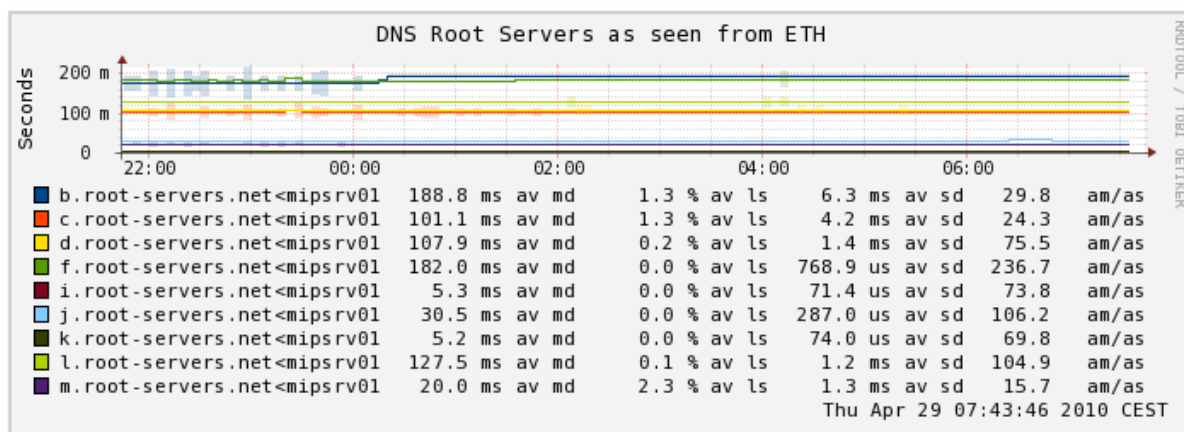 DNS Root Servers as seen from ETH
RRDTOOL / TOBI OETIKER
Seconds
200 m
100 m
0
22:00 00:00 02:00 04:00 06:00
b.root-servers.net<mipsrv01 188.8 ms av md 1.3 % av ls 6.3 ms av sd 29.8 am/as
c.root-servers.net<mipsrv01 101.1 ms av md 1.3 % av ls 4.2 ms av sd 24.3 am/as
d.root-servers.net<mipsrv01 107.9 ms av md 0.2 % av ls 1.4 ms av sd 75.5 am/as
f.root-servers.net<mipsrv01 182.0 ms av md 0.0 % av ls 768.9 us av sd 236.7 am/as
i.root-servers.net<mipsrv01 5.3 ms av md 0.0 % av ls 71.4 us av sd 73.8 am/as
j.root-servers.net<mipsrv01 30.5 ms av md 0.0 % av ls 287.0 us av sd 106.2 am/as
k.root-servers.net<mipsrv01 5.2 ms av md 0.0 % av ls 74.0 us av sd 69.8 am/as
l.root-servers.net<mipsrv01 127.5 ms av md 0.1 % av ls 1.2 ms av sd 104.9 am/as
m.root-servers.net<mipsrv01 20.0 ms av md 2.3 % av ls 1.3 ms av sd 15.7 am/as
Thu Apr 29 07:43:46 2010 CEST